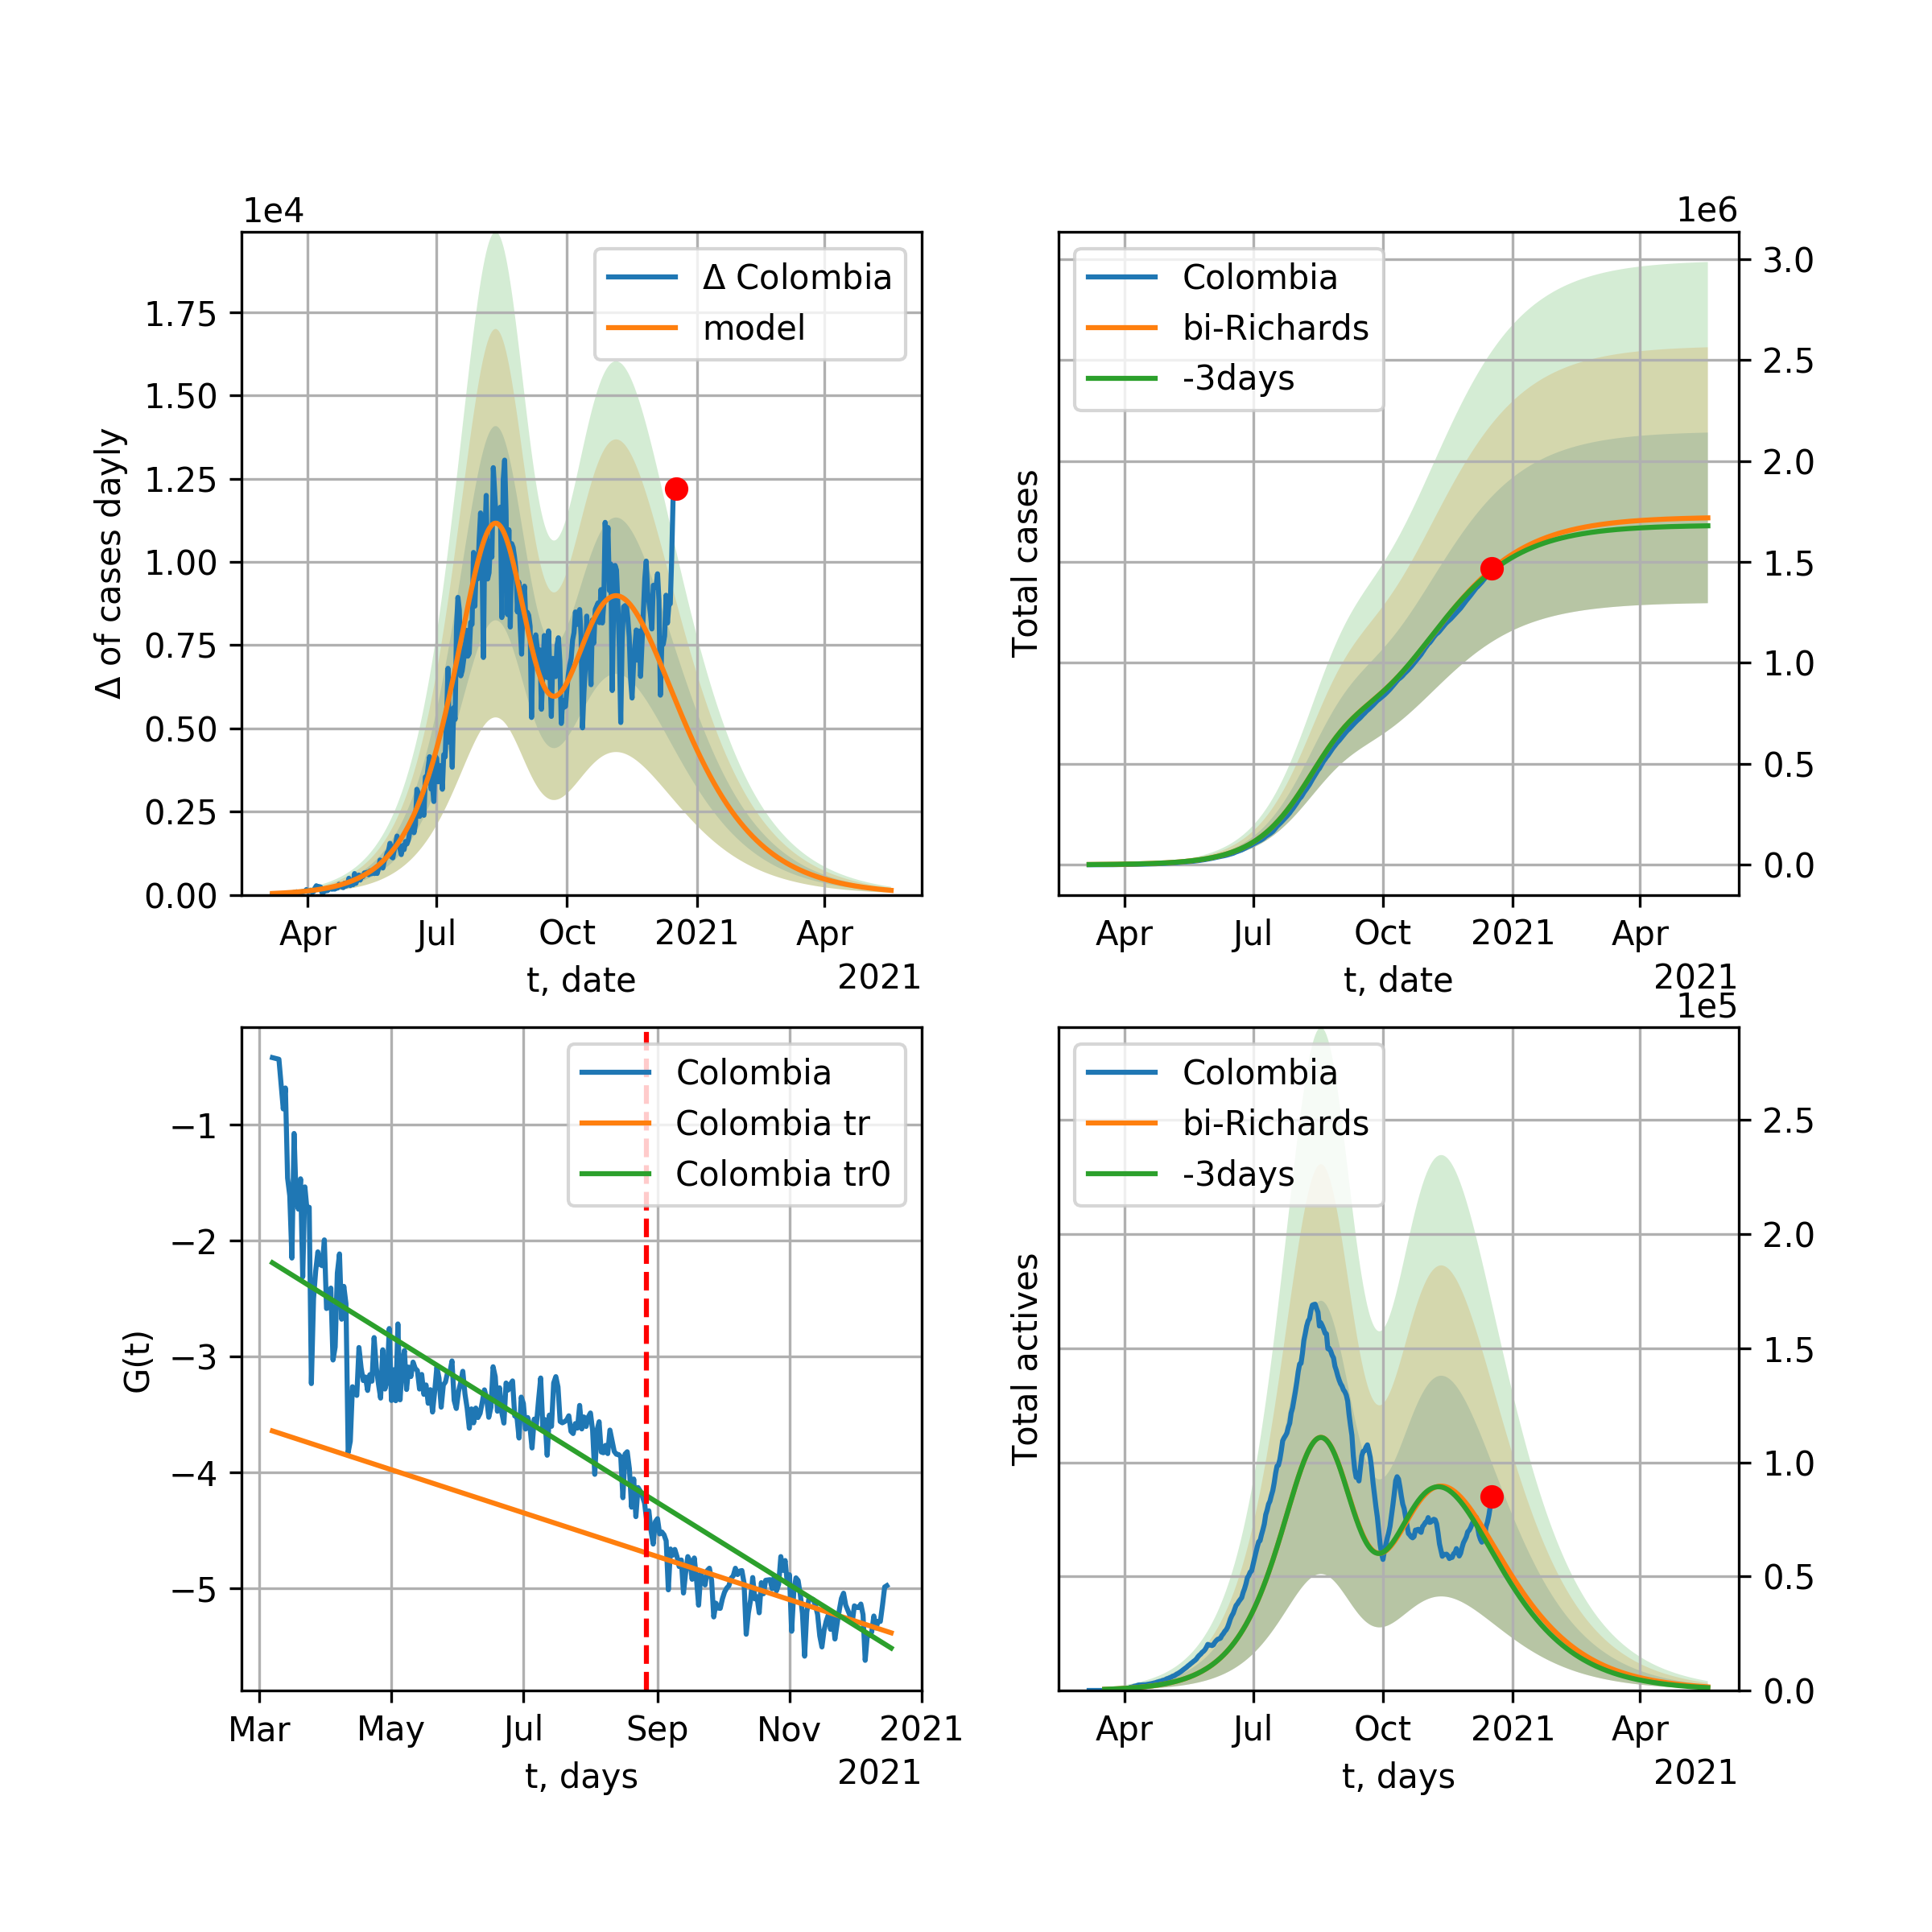 1e4
Δ Colombia
model
1.75
1.50
1.25
1.00
0.75
0.50
0.25
0.00
Δ of cases dayly
Apr Jul Oct 2021 Apr
t, date 2021
1e6
Colombia
bi-Richards
-3days
3.0
2.5
2.0
1.5
1.0
0.5
0.0
Total cases
Apr Jul Oct 2021 Apr
t, date 2021
Colombia
Colombia tr
Colombia tr0
−1
−2
−3
−4
−5
G(t)
Mar May Jul Sep Nov 2021
t, days 2021
1e5
Colombia
bi-Richards
-3days
2.5
2.0
1.5
1.0
0.5
0.0
Total actives
Apr Jul Oct 2021 Apr
t, days 2021